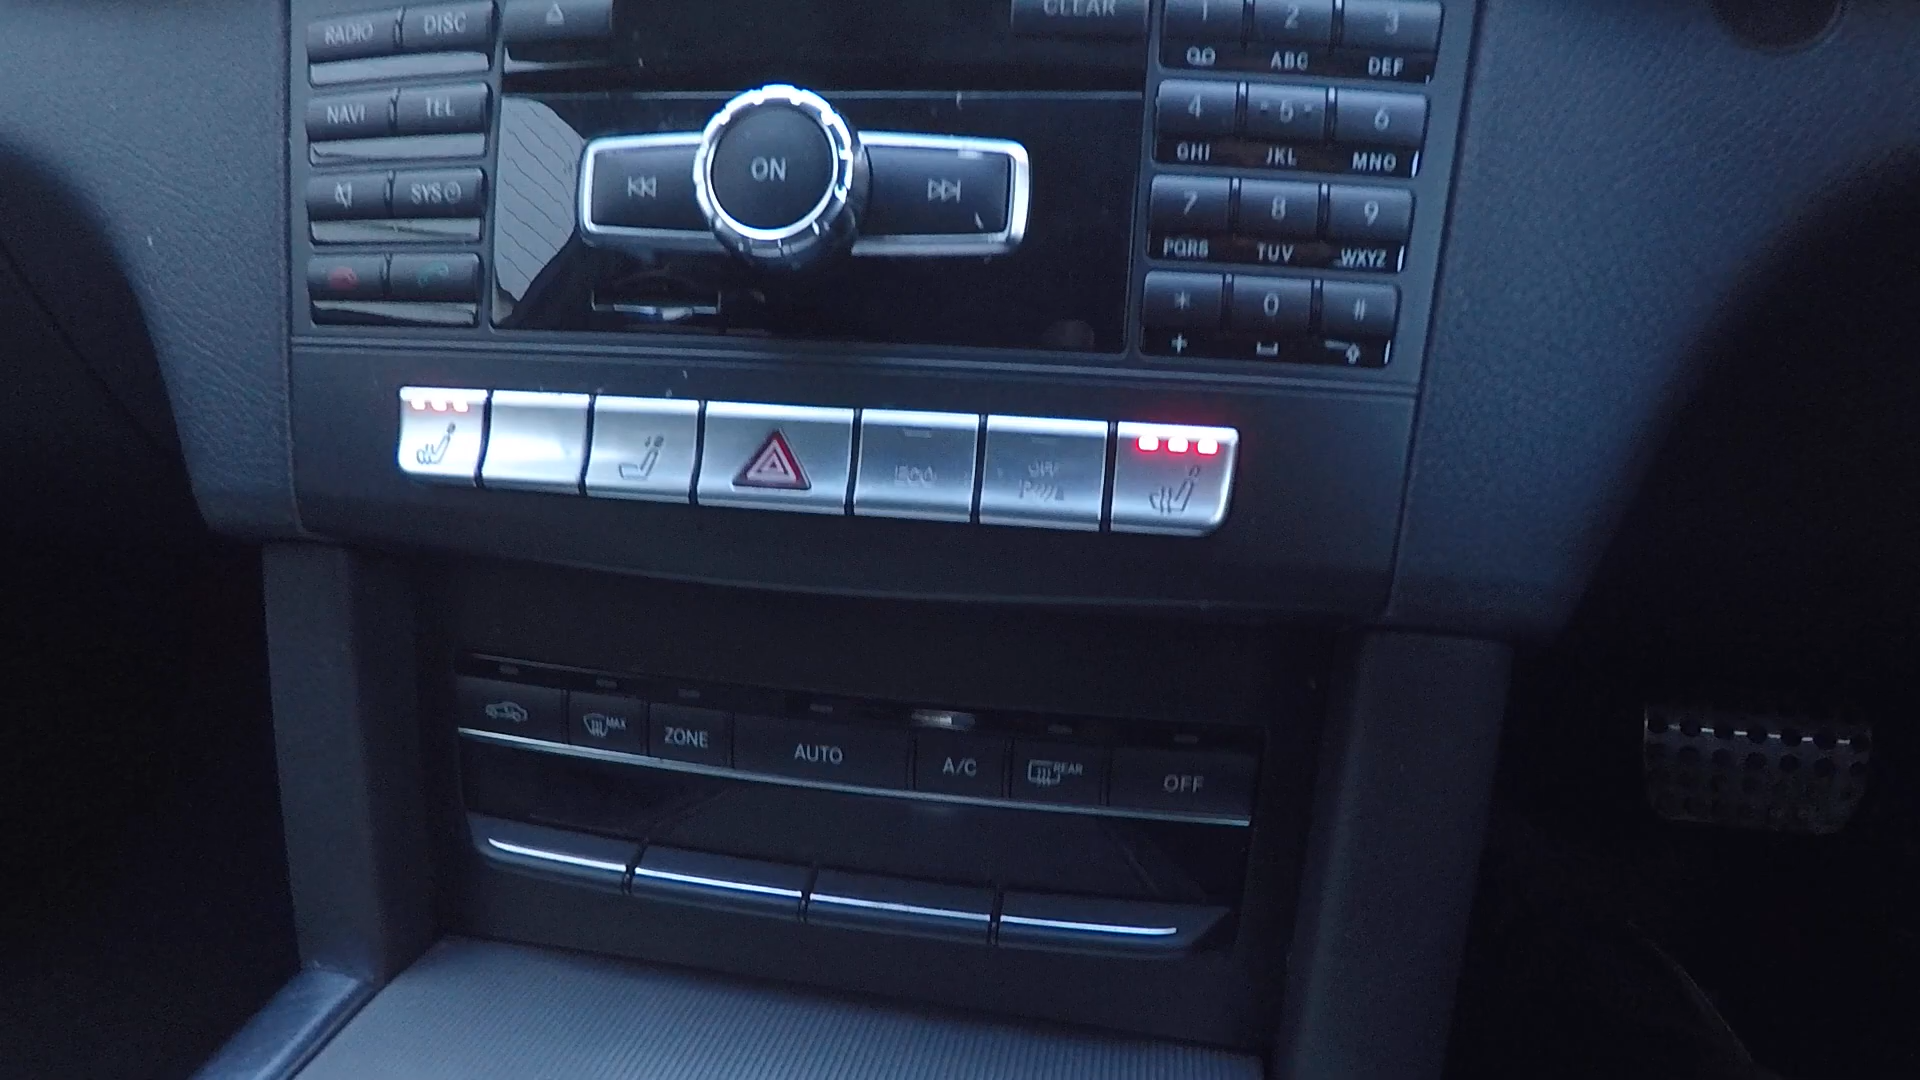 RADIO DISC
CLEAR
1 2 3
ABC DEF
NAVI TEL
4 5 6
GHI JKL MNO
ON
SYS
7 8 9
PQRS TUV WXYZ
* 0 #
+
ECO
OFF
MAX
ZONE
AUTO
A/C
REAR
OFF